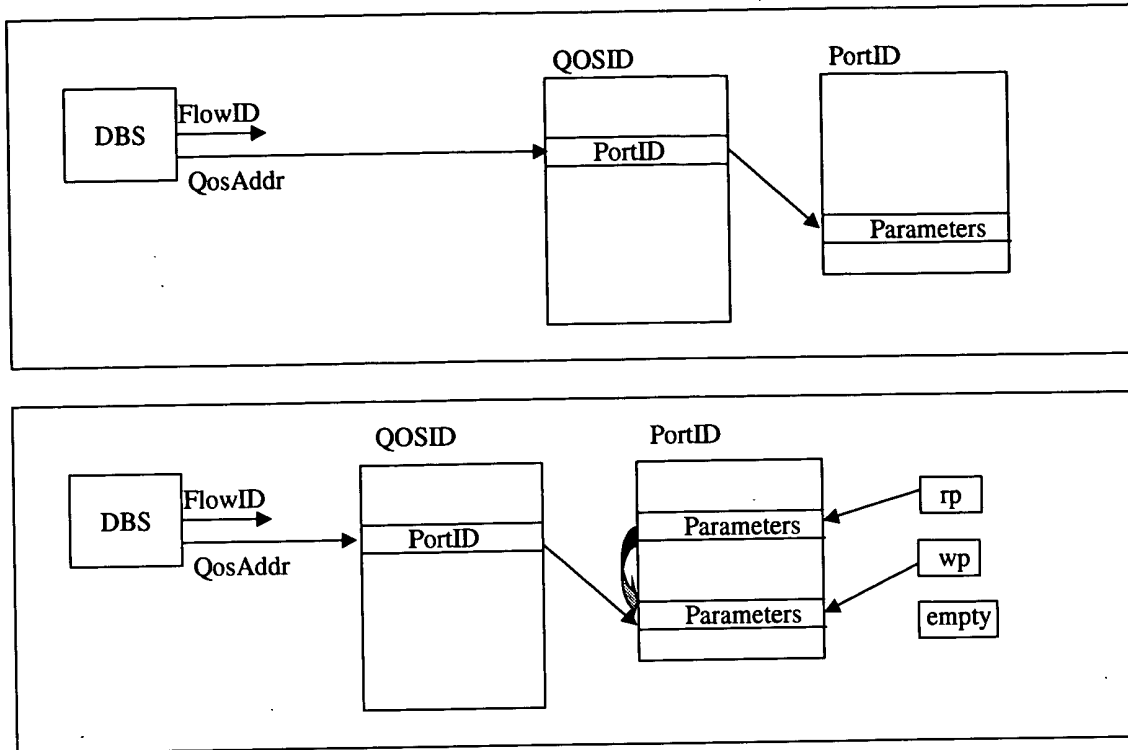 QOSID
PortID
DBS
FlowID
PortID
QosAddr
Parameters
QOSID
PortID
DBS
FlowID
rp
Parameters
PortID
QosAddr
wp
Parameters
empty